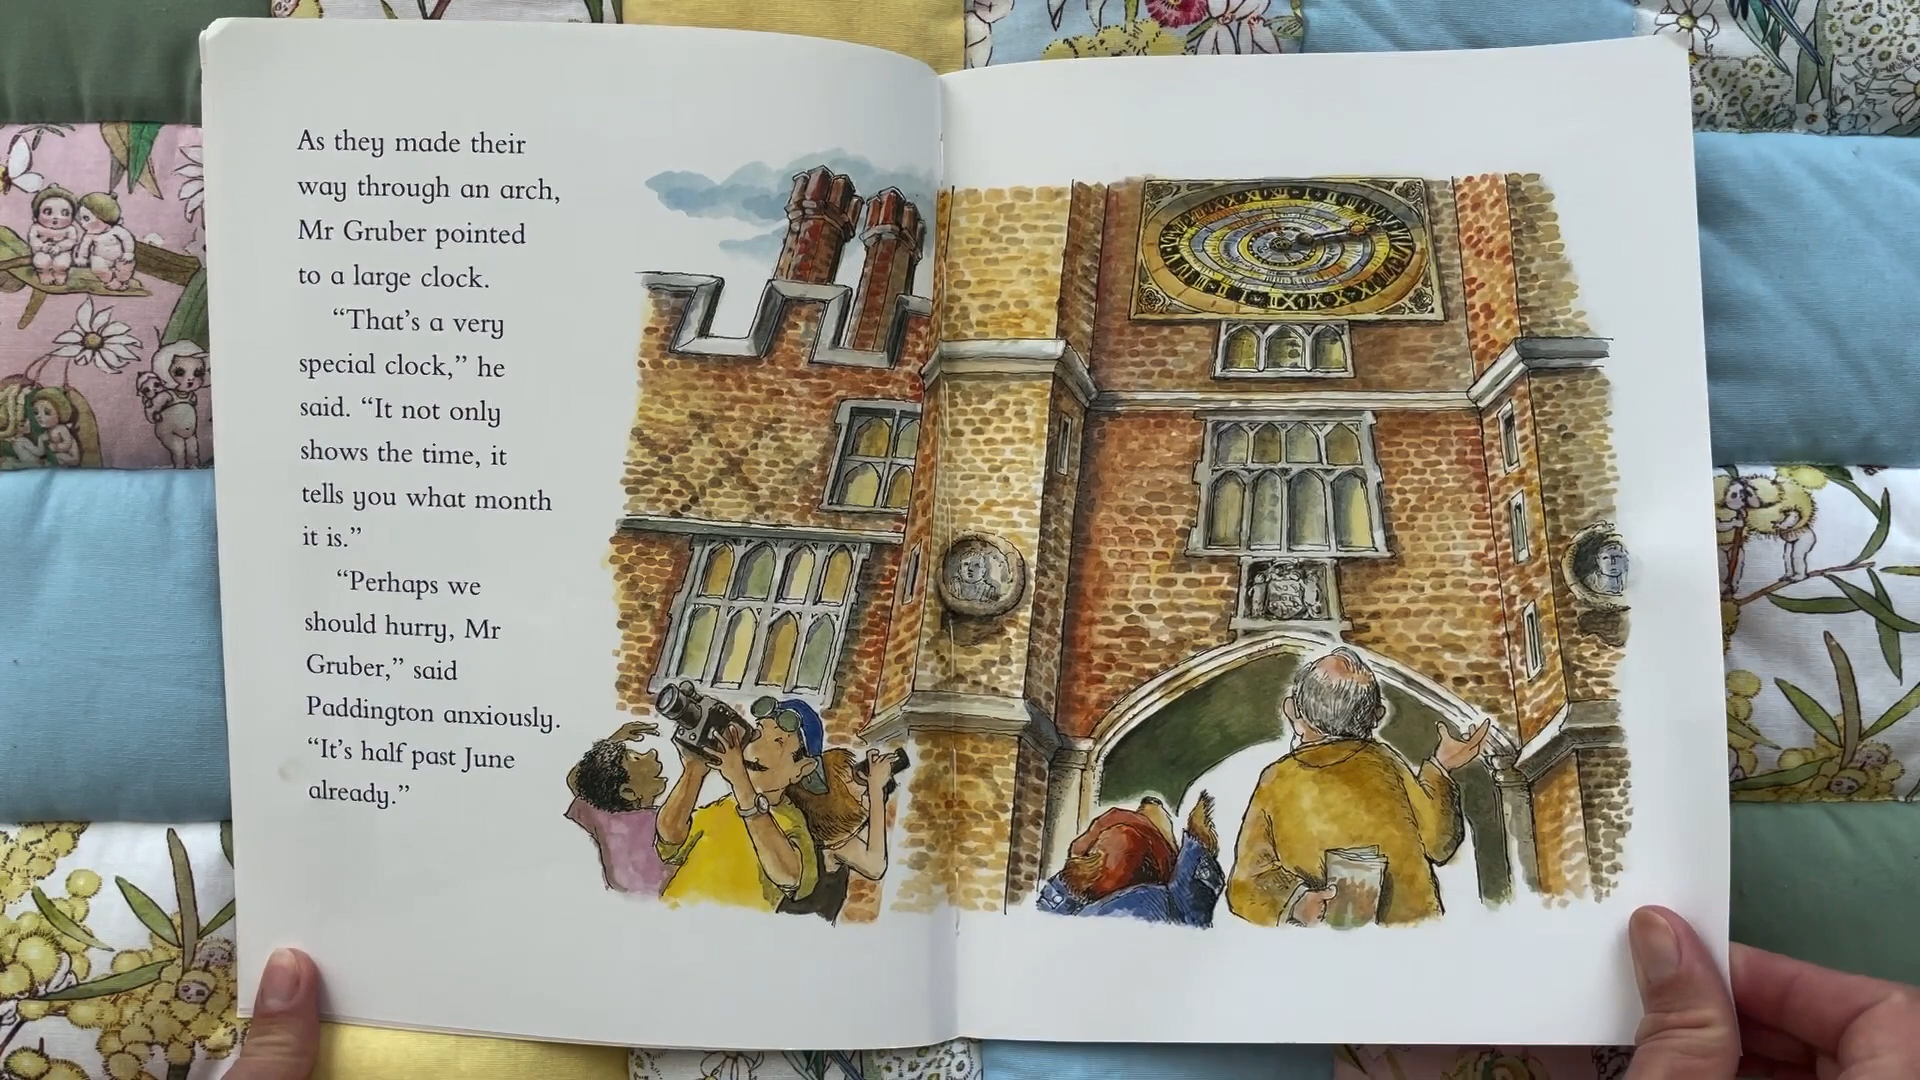 As they made their
way through an arch,
Mr Gruber pointed
to a large clock.
“That’s a very
special clock,” he
said. “It not only
shows the time, it
tells you what month
it is.”
“Perhaps we
should hurry, Mr
Gruber,” said
Paddington anxiously.
“It’s half past June
already.”